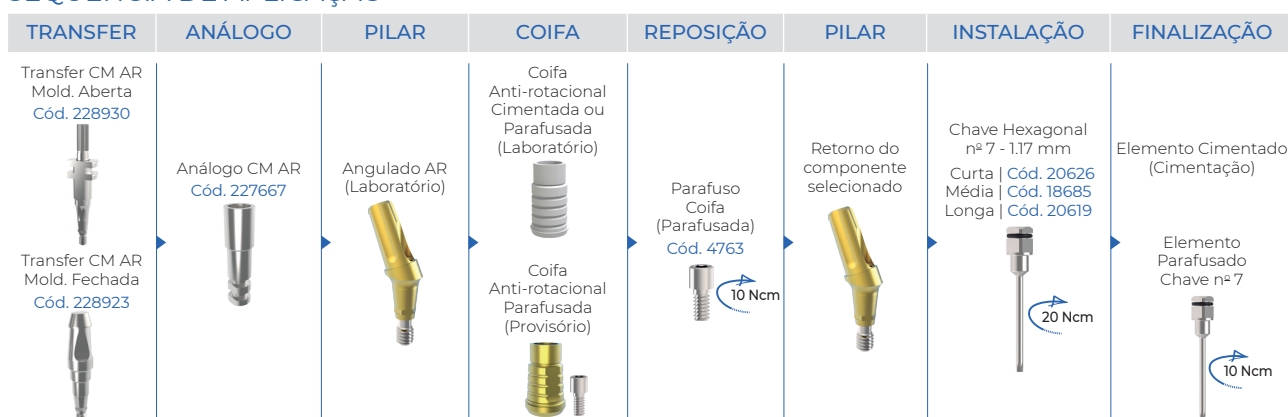 TRANSFER
ANÁLOGO
PILAR
COIFA
REPOSIÇÃO
PILAR
INSTALAÇÃO
FINALIZAÇÃO
Transfer CM AR
Mold. Aberta
Cód. 228930
Transfer CM AR
Mold. Fechada
Cód. 228923
Análogo CM AR
Cód. 227667
Angulado AR
(Laboratório)
Coifa
Anti-rotacional
Cimentada ou
Parafusada
(Laboratório)
Coifa
Anti-rotacional
Parafusada
(Provisório)
Parafuso
Coifa
(Parafusada)
Cód. 4763
10 Ncm
Retorno do
componente
selecionado
Chave Hexagonal
nº 7 - 1.17 mm
Curta | Cód. 20626
Média | Cód. 18685
Longa | Cód. 20619
20 Ncm
Elemento Cimentado
(Cimentação)
Elemento
Parafusado
Chave nº 7
10 Ncm